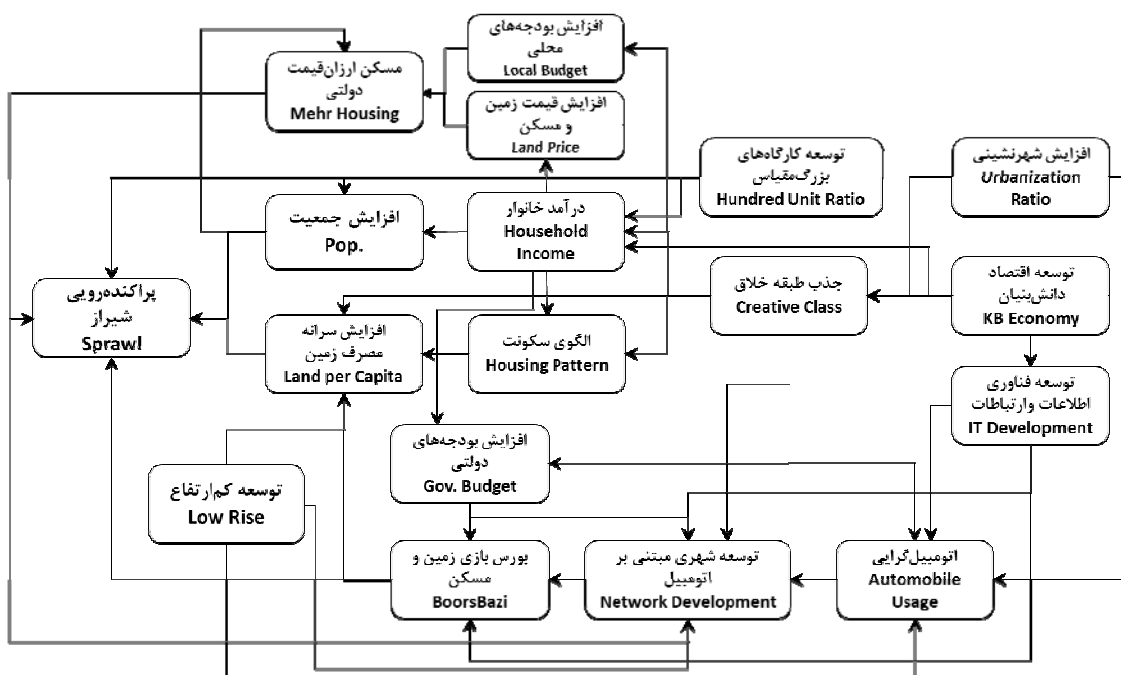 افزایش بودجه‌های
محلی
Local Budget
مسکن ارزان‌قیمت
دولتی
Mehr Housing
افزایش قیمت زمین
و مسکن
Land Price
توسعه کارگاه‌های
بزرگ‌مقیاس
Hundred Unit Ratio
افزایش شهرنشینی
Urbanization
Ratio
افزایش جمعیت
Pop.
درآمد خانوار
Household
Income
جذب طبقه خلاق
Creative Class
توسعه اقتصاد
دانش‌بنیان
KB Economy
پراکنده‌رویی
شیراز
Sprawl
افزایش سرانه
مصرف زمین
Land per Capita
الگوی سکونت
Housing Pattern
توسعه فناوری
اطلاعات وارتباطات
IT Development
افزایش بودجه‌های
دولتی
Gov. Budget
توسعه کم‌ارتفاع
Low Rise
بورس بازی زمین و
مسکن
BoorsBazi
توسعه شهری مبتنی بر
اتومبیل
Network Development
اتومبیل‌گرایی
Automobile
Usage